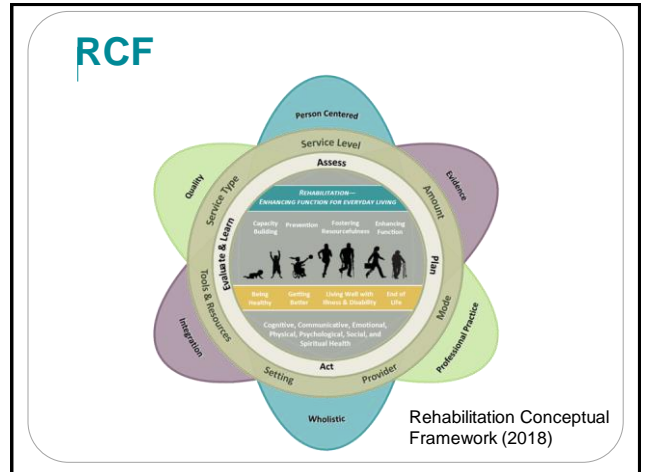 RCF
Person Centered
Service Level
Assess
Quality
Evidence
Service Type
Amount
REHABILITATION—
ENHANCING FUNCTION FOR EVERYDAY LIVING
Capacity Building
Prevention
Fostering Resourcefulness
Enhancing Function
Evaluate & Learn
Plan
Being Healthy
Getting Better
Living Well with Illness & Disability
End of Life
Cognitive, Communicative, Emotional,
Physical, Psychological, Social, and
Spiritual Health
Tools & Resources
Mode
Integration
Professional Practice
Act
Setting
Provider
Wholistic
Rehabilitation Conceptual
Framework (2018)